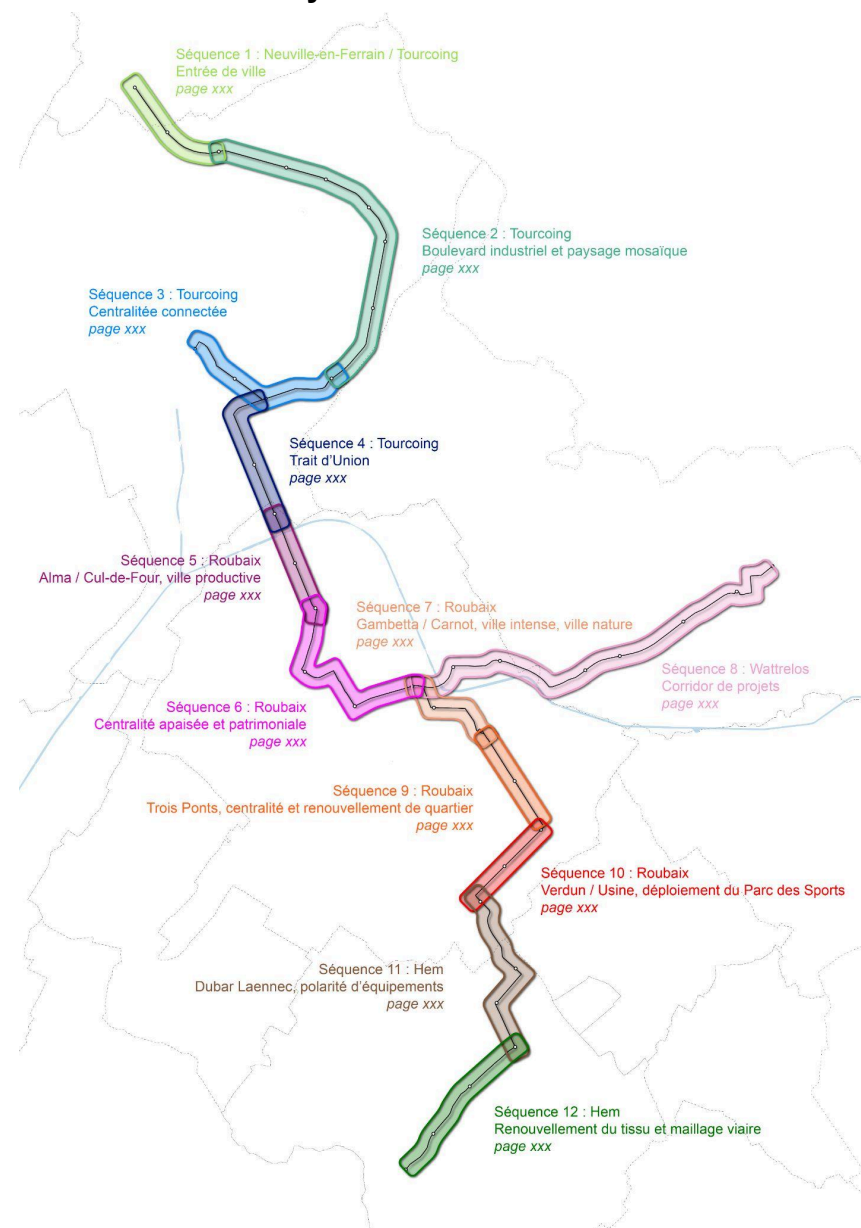 Séquence 1 : Neuville-en-Ferrain / Tourcoing
Entrée de ville
page xxx
Séquence 2 : Tourcoing
Boulevard industriel et paysage mosaïque
page xxx
Séquence 3 : Tourcoing
Centralitée connectée
page xxx
Séquence 4 : Tourcoing
Trait d’Union
page xxx
Séquence 5 : Roubaix
Alma / Cul-de-Four, ville productive
page xxx
Séquence 7 : Roubaix
Gambetta / Carnot, ville intense, ville nature
page xxx
Séquence 8 : Wattrelos
Corridor de projets
page xxx
Séquence 6 : Roubaix
Centralité apaisée et patrimoniale
page xxx
Séquence 9 : Roubaix
Trois Ponts, centralité et renouvellement de quartier
page xxx
Séquence 10 : Roubaix
Verdun / Usine, déploiement du Parc des Sports
page xxx
Séquence 11 : Hem
Dubar Laennec, polarité d’équipements
page xxx
Séquence 12 : Hem
Renouvellement du tissu et maillage viaire
page xxx